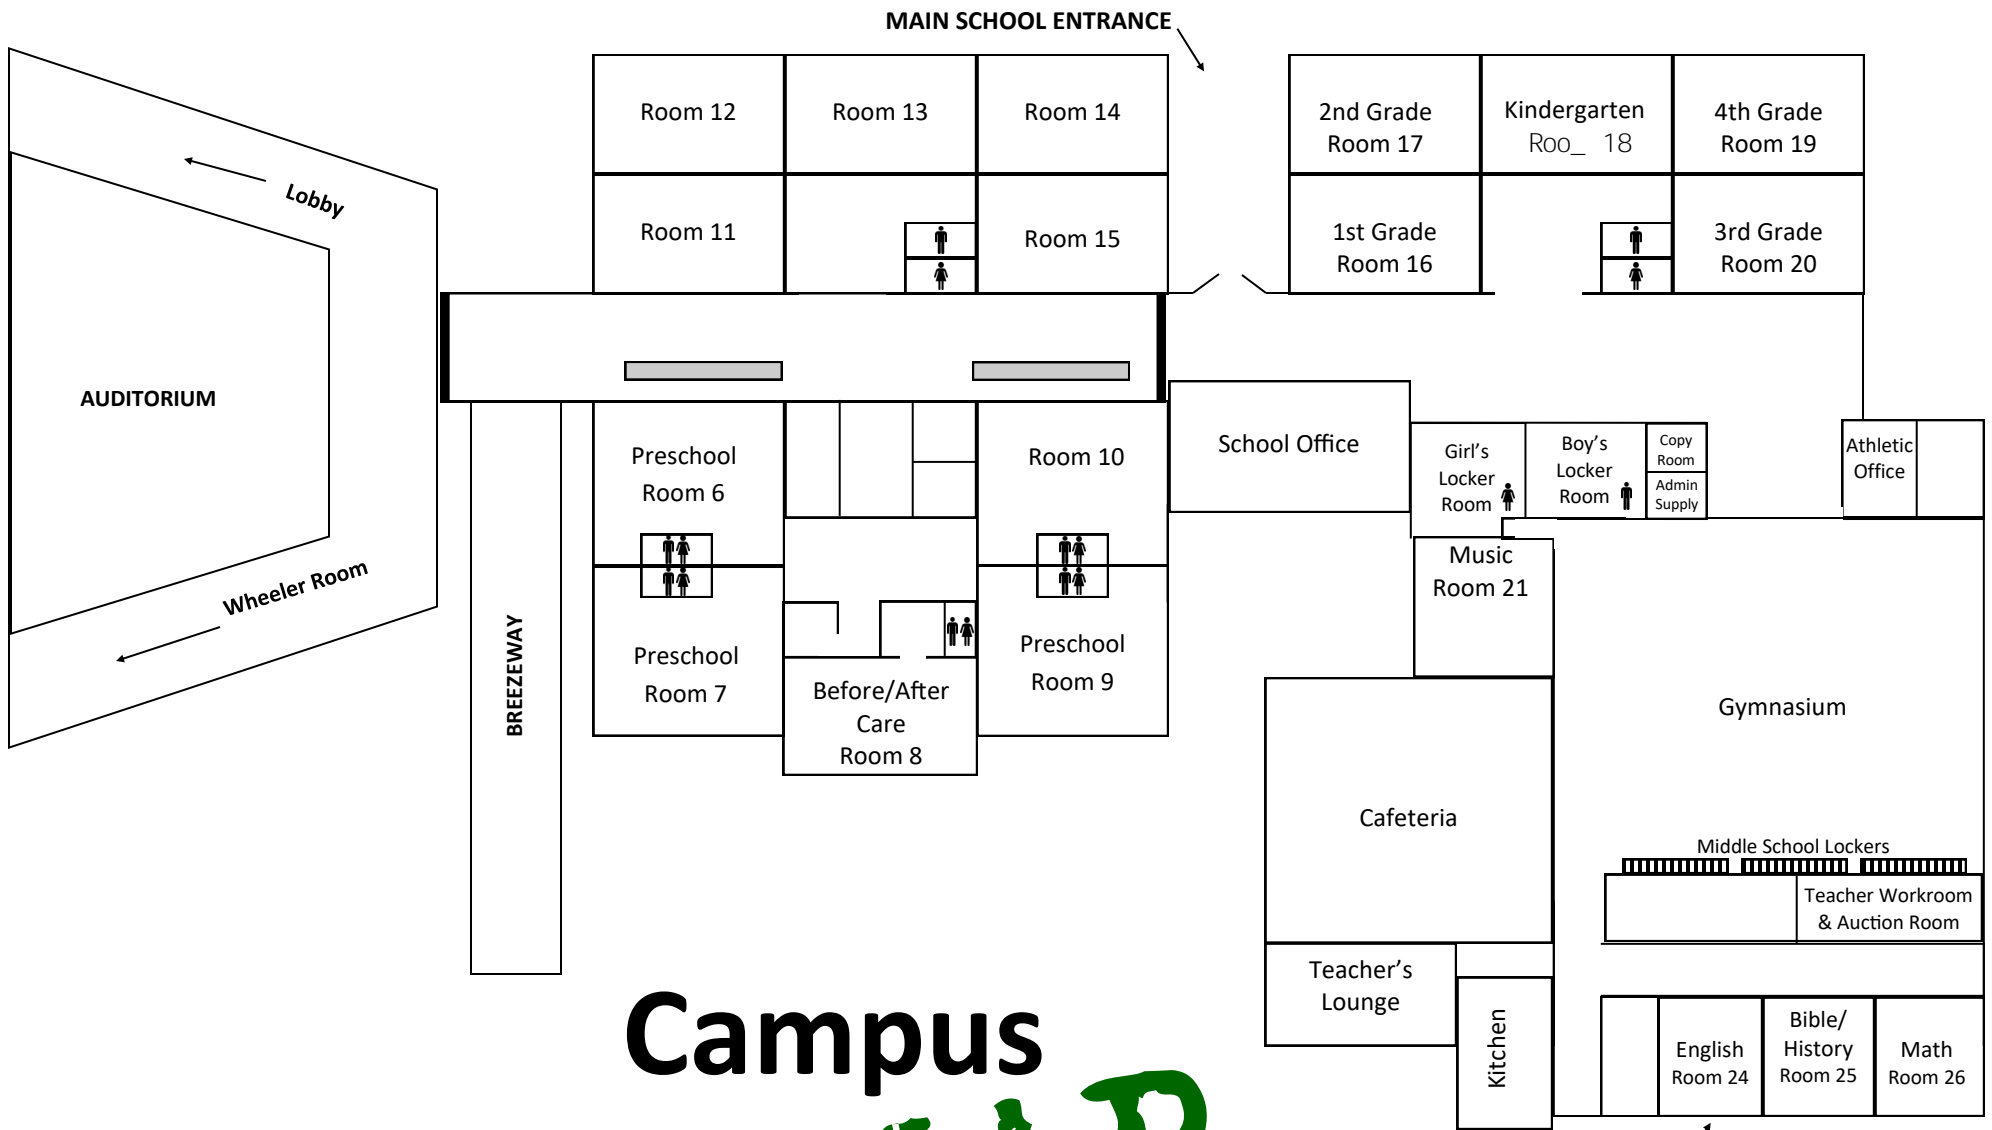 MAIN SCHOOL ENTRANCE
Room 12
Room 13
Room 14
2nd Grade
Room 17
Kindergarten
Roo_ 18
4th Grade
Room 19
Lobby
Room 11
Room 15
1st Grade
Room 16
3rd Grade
Room 20
AUDITORIUM
Preschool
Room 6
Room 10
School Office
Girl's
Locker
Room
Boy's
Locker
Room
Copy
Room
Admin
Supply
Athletic
Office
Wheeler Room
BREEZEWAY
Music
Room 21
Preschool
Room 7
Before/After
Care
Room 8
Preschool
Room 9
Gymnasium
Cafeteria
Middle School Lockers
Teacher Workroom
& Auction Room
Teacher's
Lounge
Kitchen
English
Room 24
Bible/
History
Room 25
Math
Room 26
Campus